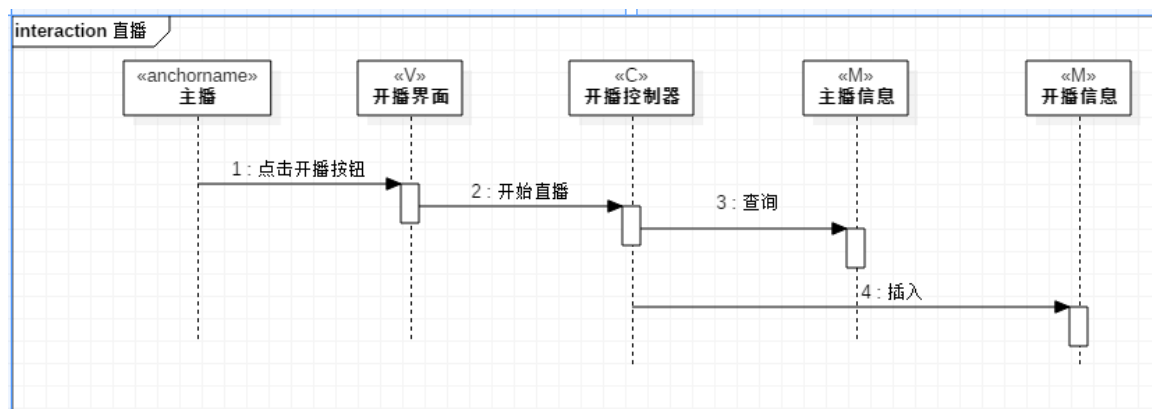 interaction 直播
«anchorname»
主播
«V»
开播界面
«C»
开播控制器
«M»
主播信息
«M»
开播信息
1 : 点击开播按钮
2 : 开始直播
3 : 查询
4 : 插入